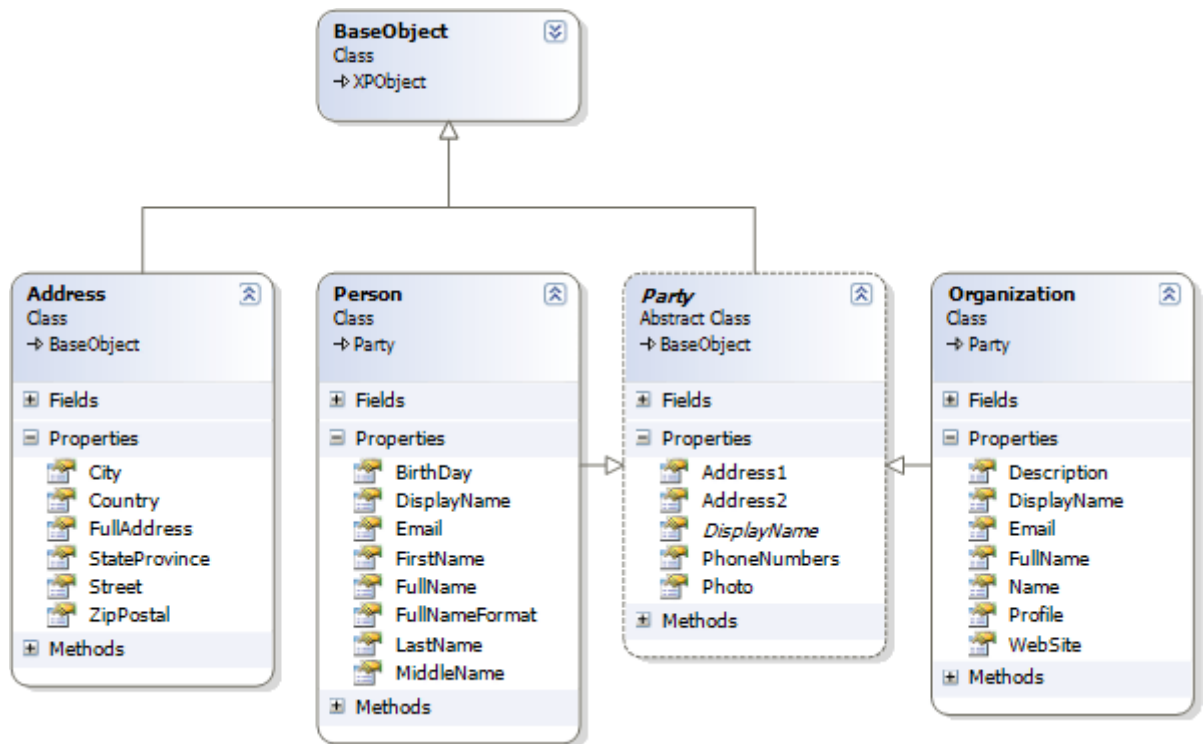 BaseObject
Class
XPObject
Address
Class
BaseObject
Fields
Properties
City
Country
FullAddress
StateProvince
Street
ZipPostal
Methods
Person
Class
Party
Fields
Properties
BirthDay
DisplayName
Email
FirstName
FullName
FullNameFormat
LastName
MiddleName
Methods
Party
Abstract Class
BaseObject
Fields
Properties
Address1
Address2
DisplayName
PhoneNumbers
Photo
Methods
Organization
Class
Party
Fields
Properties
Description
DisplayName
Email
FullName
Name
Profile
WebSite
Methods